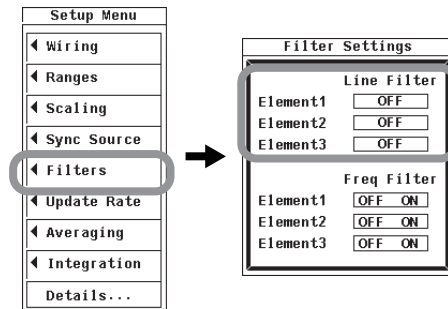 Setup Menu
Wiring
Ranges
Scaling
Sync Source
Filters
Update Rate
Averaging
Integration
Details...
Filter Settings
Line Filter
Element1 OFF
Element2 OFF
Element3 OFF
Freq Filter
Element1 OFF ON
Element2 OFF ON
Element3 OFF ON